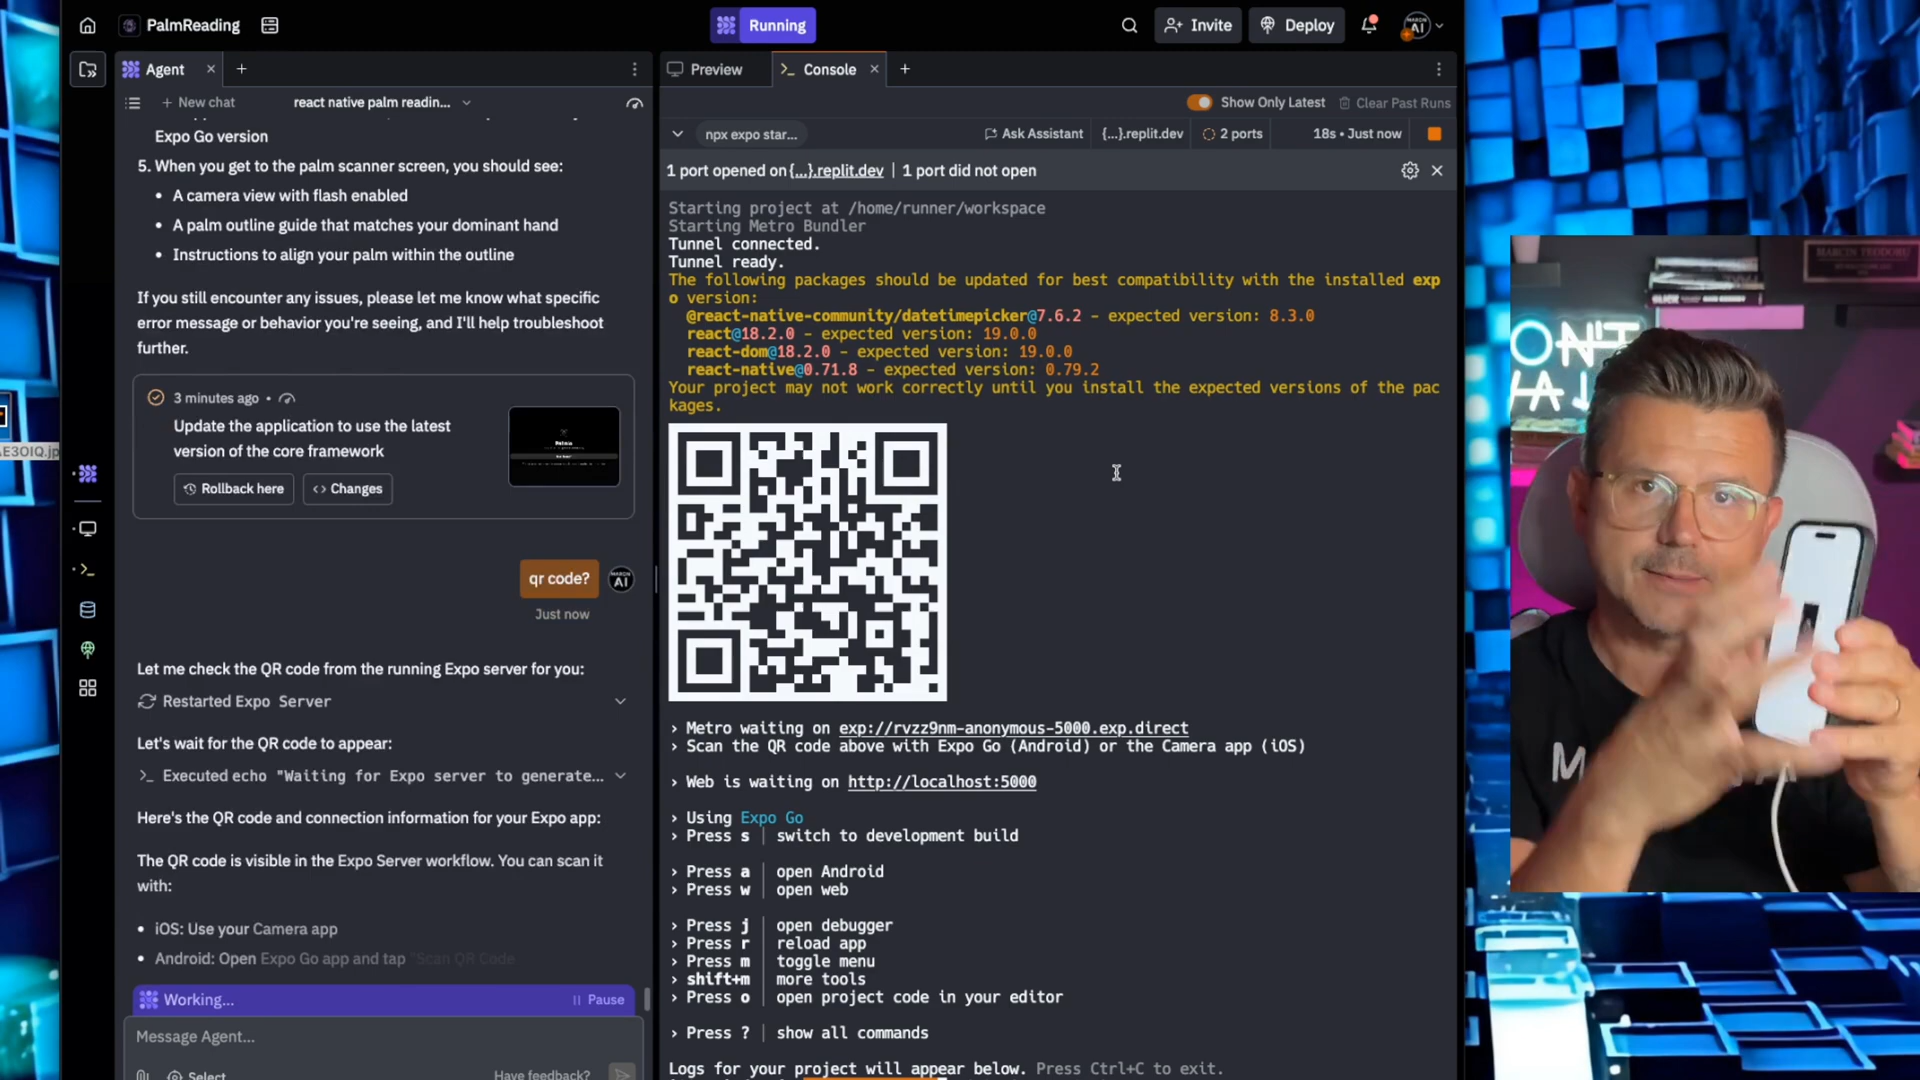 PalmReading
Running
Invite
Deploy
Agent
Preview
Console
New chat
react native palm readin...
Show Only Latest
Clear Past Runs
Expo Go version
5. When you get to the palm scanner screen, you should see:
• A camera view with flash enabled
• A palm outline guide that matches your dominant hand
• Instructions to align your palm within the outline
If you still encounter any issues, please let me know what specific
error message or behavior you're seeing, and I'll help troubleshoot
further.
3 minutes ago •
Update the application to use the latest
version of the core framework
Rollback here
Changes
qr code?
MARCIN
AI
Just now
Let me check the QR code from the running Expo server for you:
Restarted Expo Server
Let's wait for the QR code to appear:
Executed echo "Waiting for Expo server to generate...
Here's the QR code and connection information for your Expo app:
The QR code is visible in the Expo Server workflow. You can scan it
with:
• iOS: Use your Camera app
• Android: Open Expo Go app and tap "Scan QR Code
Working...
Pause
Message Agent...
Select
Have feedback?
npx expo star...
Ask Assistant
{...}.replit.dev
2 ports
18s • Just now
1 port opened on {...}.replit.dev | 1 port did not open
Starting project at /home/runner/workspace
Starting Metro Bundler
Tunnel connected.
Tunnel ready.
The following packages should be updated for best compatibility with the installed exp
o version:
@react-native-community/datetimepicker@7.6.2 - expected version: 8.3.0
react@18.2.0 - expected version: 19.0.0
react-dom@18.2.0 - expected version: 19.0.0
react-native@0.71.8 - expected version: 0.79.2
Your project may not work correctly until you install the expected versions of the pac
kages.
› Metro waiting on exp://rvzz9nm-anonymous-5000.exp.direct
› Scan the QR code above with Expo Go (Android) or the Camera app (iOS)
› Web is waiting on http://localhost:5000
› Using Expo Go
› Press s │ switch to development build
› Press a │ open Android
› Press w │ open web
› Press j │ open debugger
› Press r │ reload app
› Press m │ toggle menu
› shift+m │ more tools
› Press o │ open project code in your editor
› Press ? │ show all commands
Logs for your project will appear below. Press Ctrl+C to exit.
AE3OIQ.jp
MARCIN TEODORU